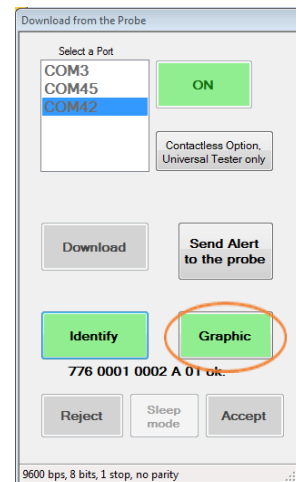 Download from the Probe
Select a Port
COM3
COM45
COM42
ON
Contactless Option,
Universal Tester only
Download
Send Alert
to the probe
Identify
Graphic
776 0001 0002 A 01 ok.
Reject
Sleep
mode
Accept
9600 bps, 8 bits, 1 stop, no parity